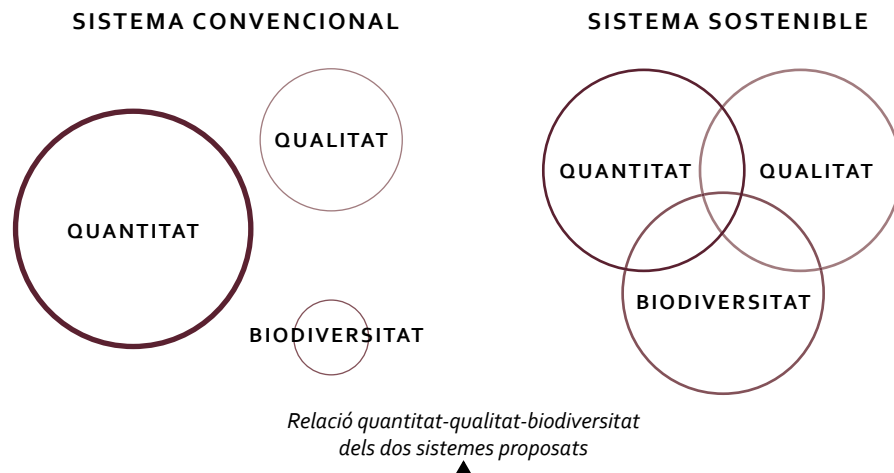 SISTEMA CONVENCIONAL
QUANTITAT
QUALITAT
BIODIVERSITAT
SISTEMA SOSTENIBLE
QUANTITAT
QUALITAT
BIODIVERSITAT
Relació quantitat-qualitat-biodiversitat
dels dos sistemes proposats